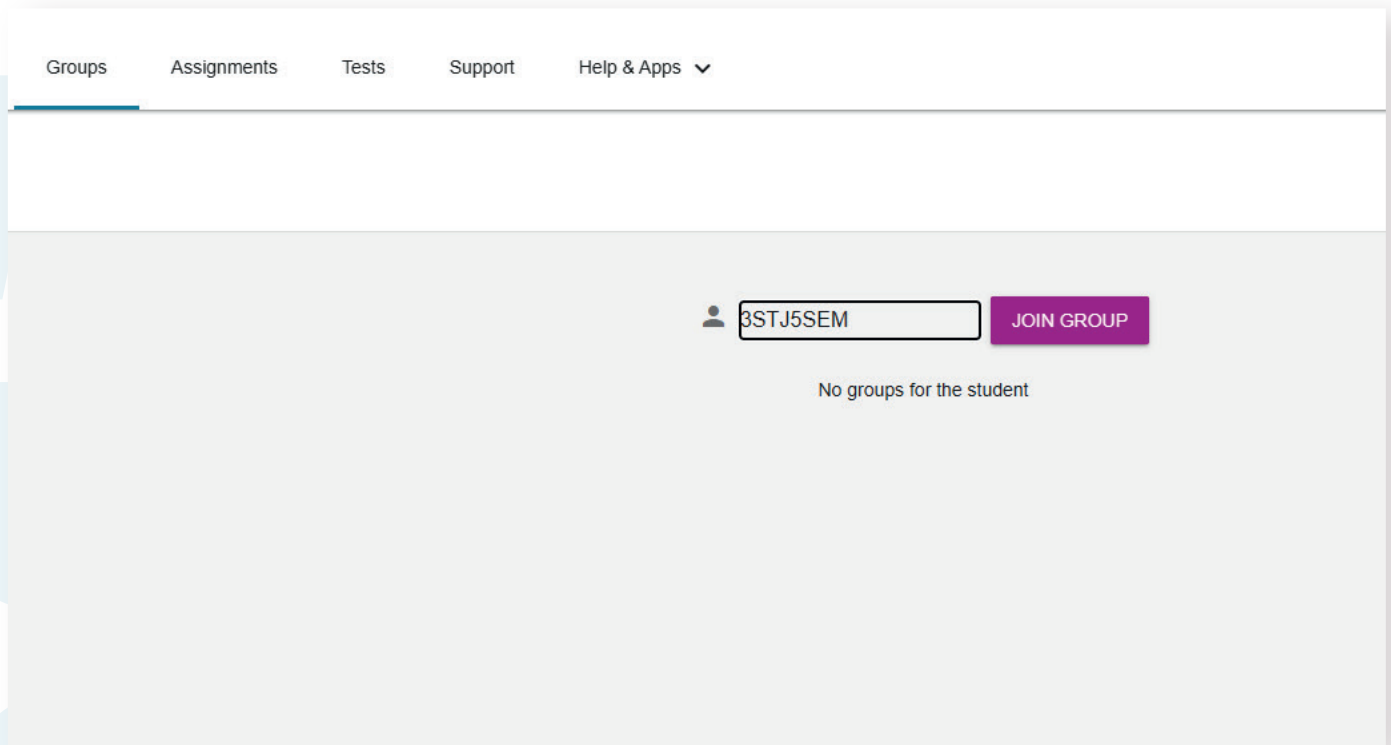 Groups Assignments Tests Support Help & Apps
3STJ5SEM JOIN GROUP
No groups for the student